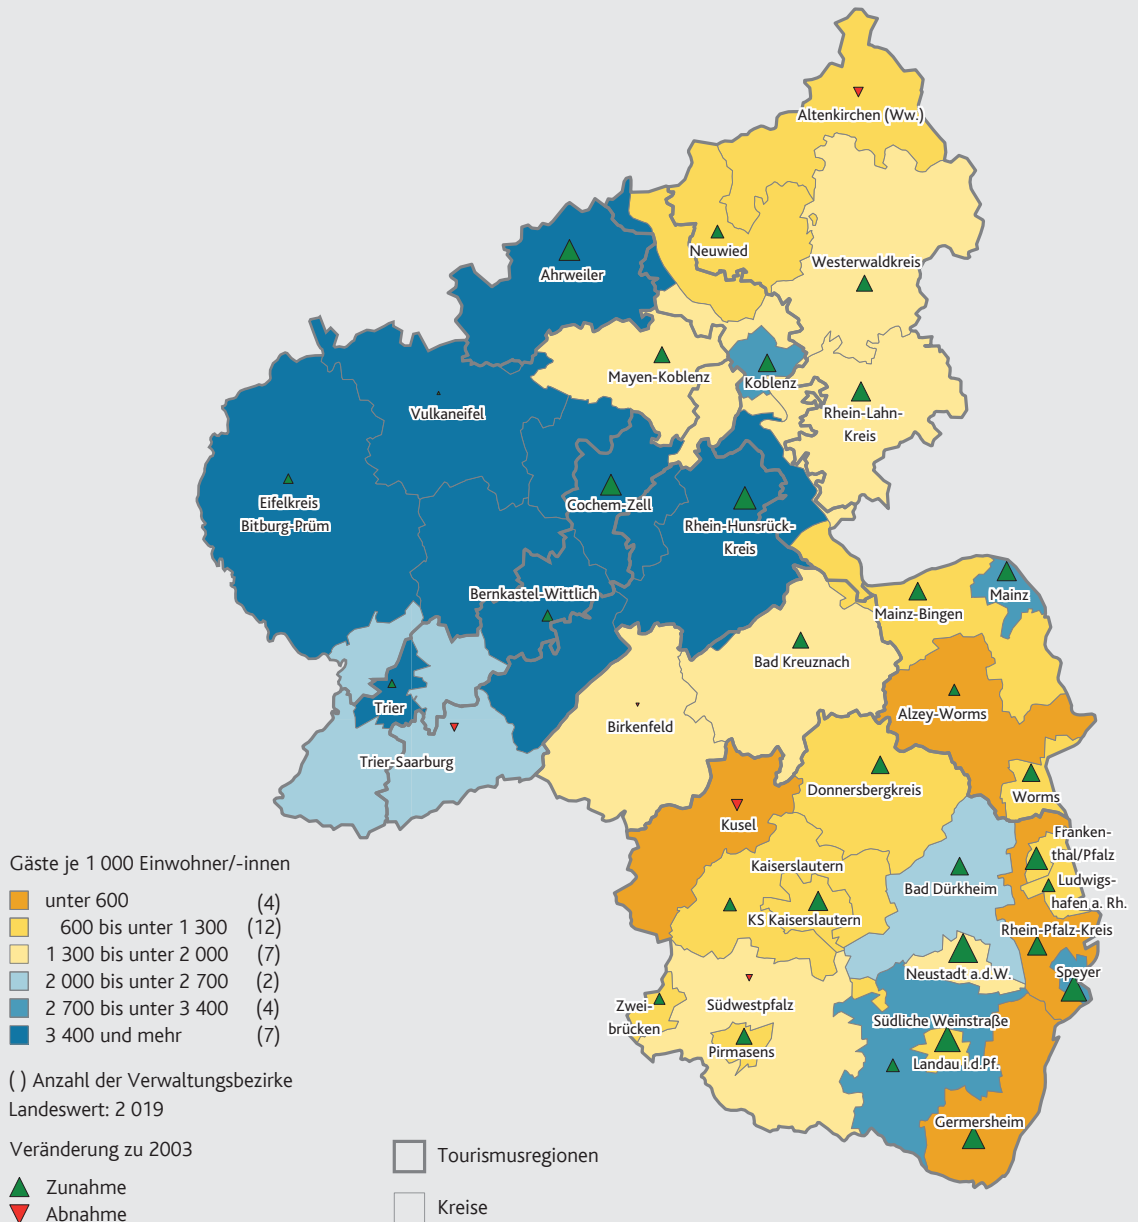 Altenkirchen (Ww.)
Neuwied
Westerwaldkreis
Ahrweiler
Mayen-Koblenz
Koblenz
Rhein-Lahn-
Kreis
Vulkaneifel
Eifelkreis
Bitburg-Prüm
Cochem-Zell
Rhein-Hunsrück-
Kreis
Bernkastel-Wittlich
Mainz
Mainz-Bingen
Bad Kreuznach
Trier
Birkenfeld
Alzey-Worms
Trier-Saarburg
Donnersbergkreis
Worms
Kusel
Franken-
thal/Pfalz
Kaiserslautern
Bad Dürkheim
Ludwigs-
hafen a. Rh.
KS Kaiserslautern
Rhein-Pfalz-Kreis
Neustadt a.d.W.
Speyer
Südwestpfalz
Zwei-
brücken
Südliche Weinstraße
Pirmasens
Landau i.d.Pf.
Germersheim
Gäste je 1 000 Einwohner/-innen
unter 600 (4)
600 bis unter 1 300 (12)
1 300 bis unter 2 000 (7)
2 000 bis unter 2 700 (2)
2 700 bis unter 3 400 (4)
3 400 und mehr (7)
( ) Anzahl der Verwaltungsbezirke
Landeswert: 2 019
Veränderung zu 2003
Zunahme
Abnahme
Tourismusregionen
Kreise